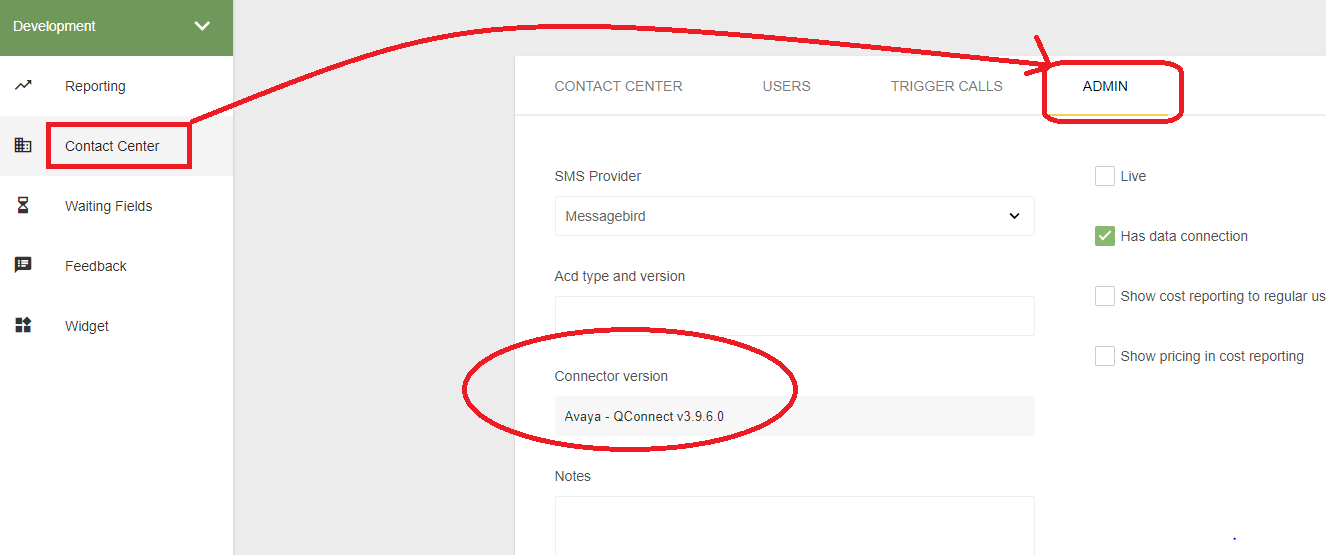 Development
Reporting
Contact Center
Waiting Fields
Feedback
Widget
CONTACT CENTER
USERS
TRIGGER CALLS
ADMIN
SMS Provider
Messagebird
Acd type and version
Connector version
Avaya - QConnect v3.9.6.0
Notes
Live
Has data connection
Show cost reporting to regular us
Show pricing in cost reporting